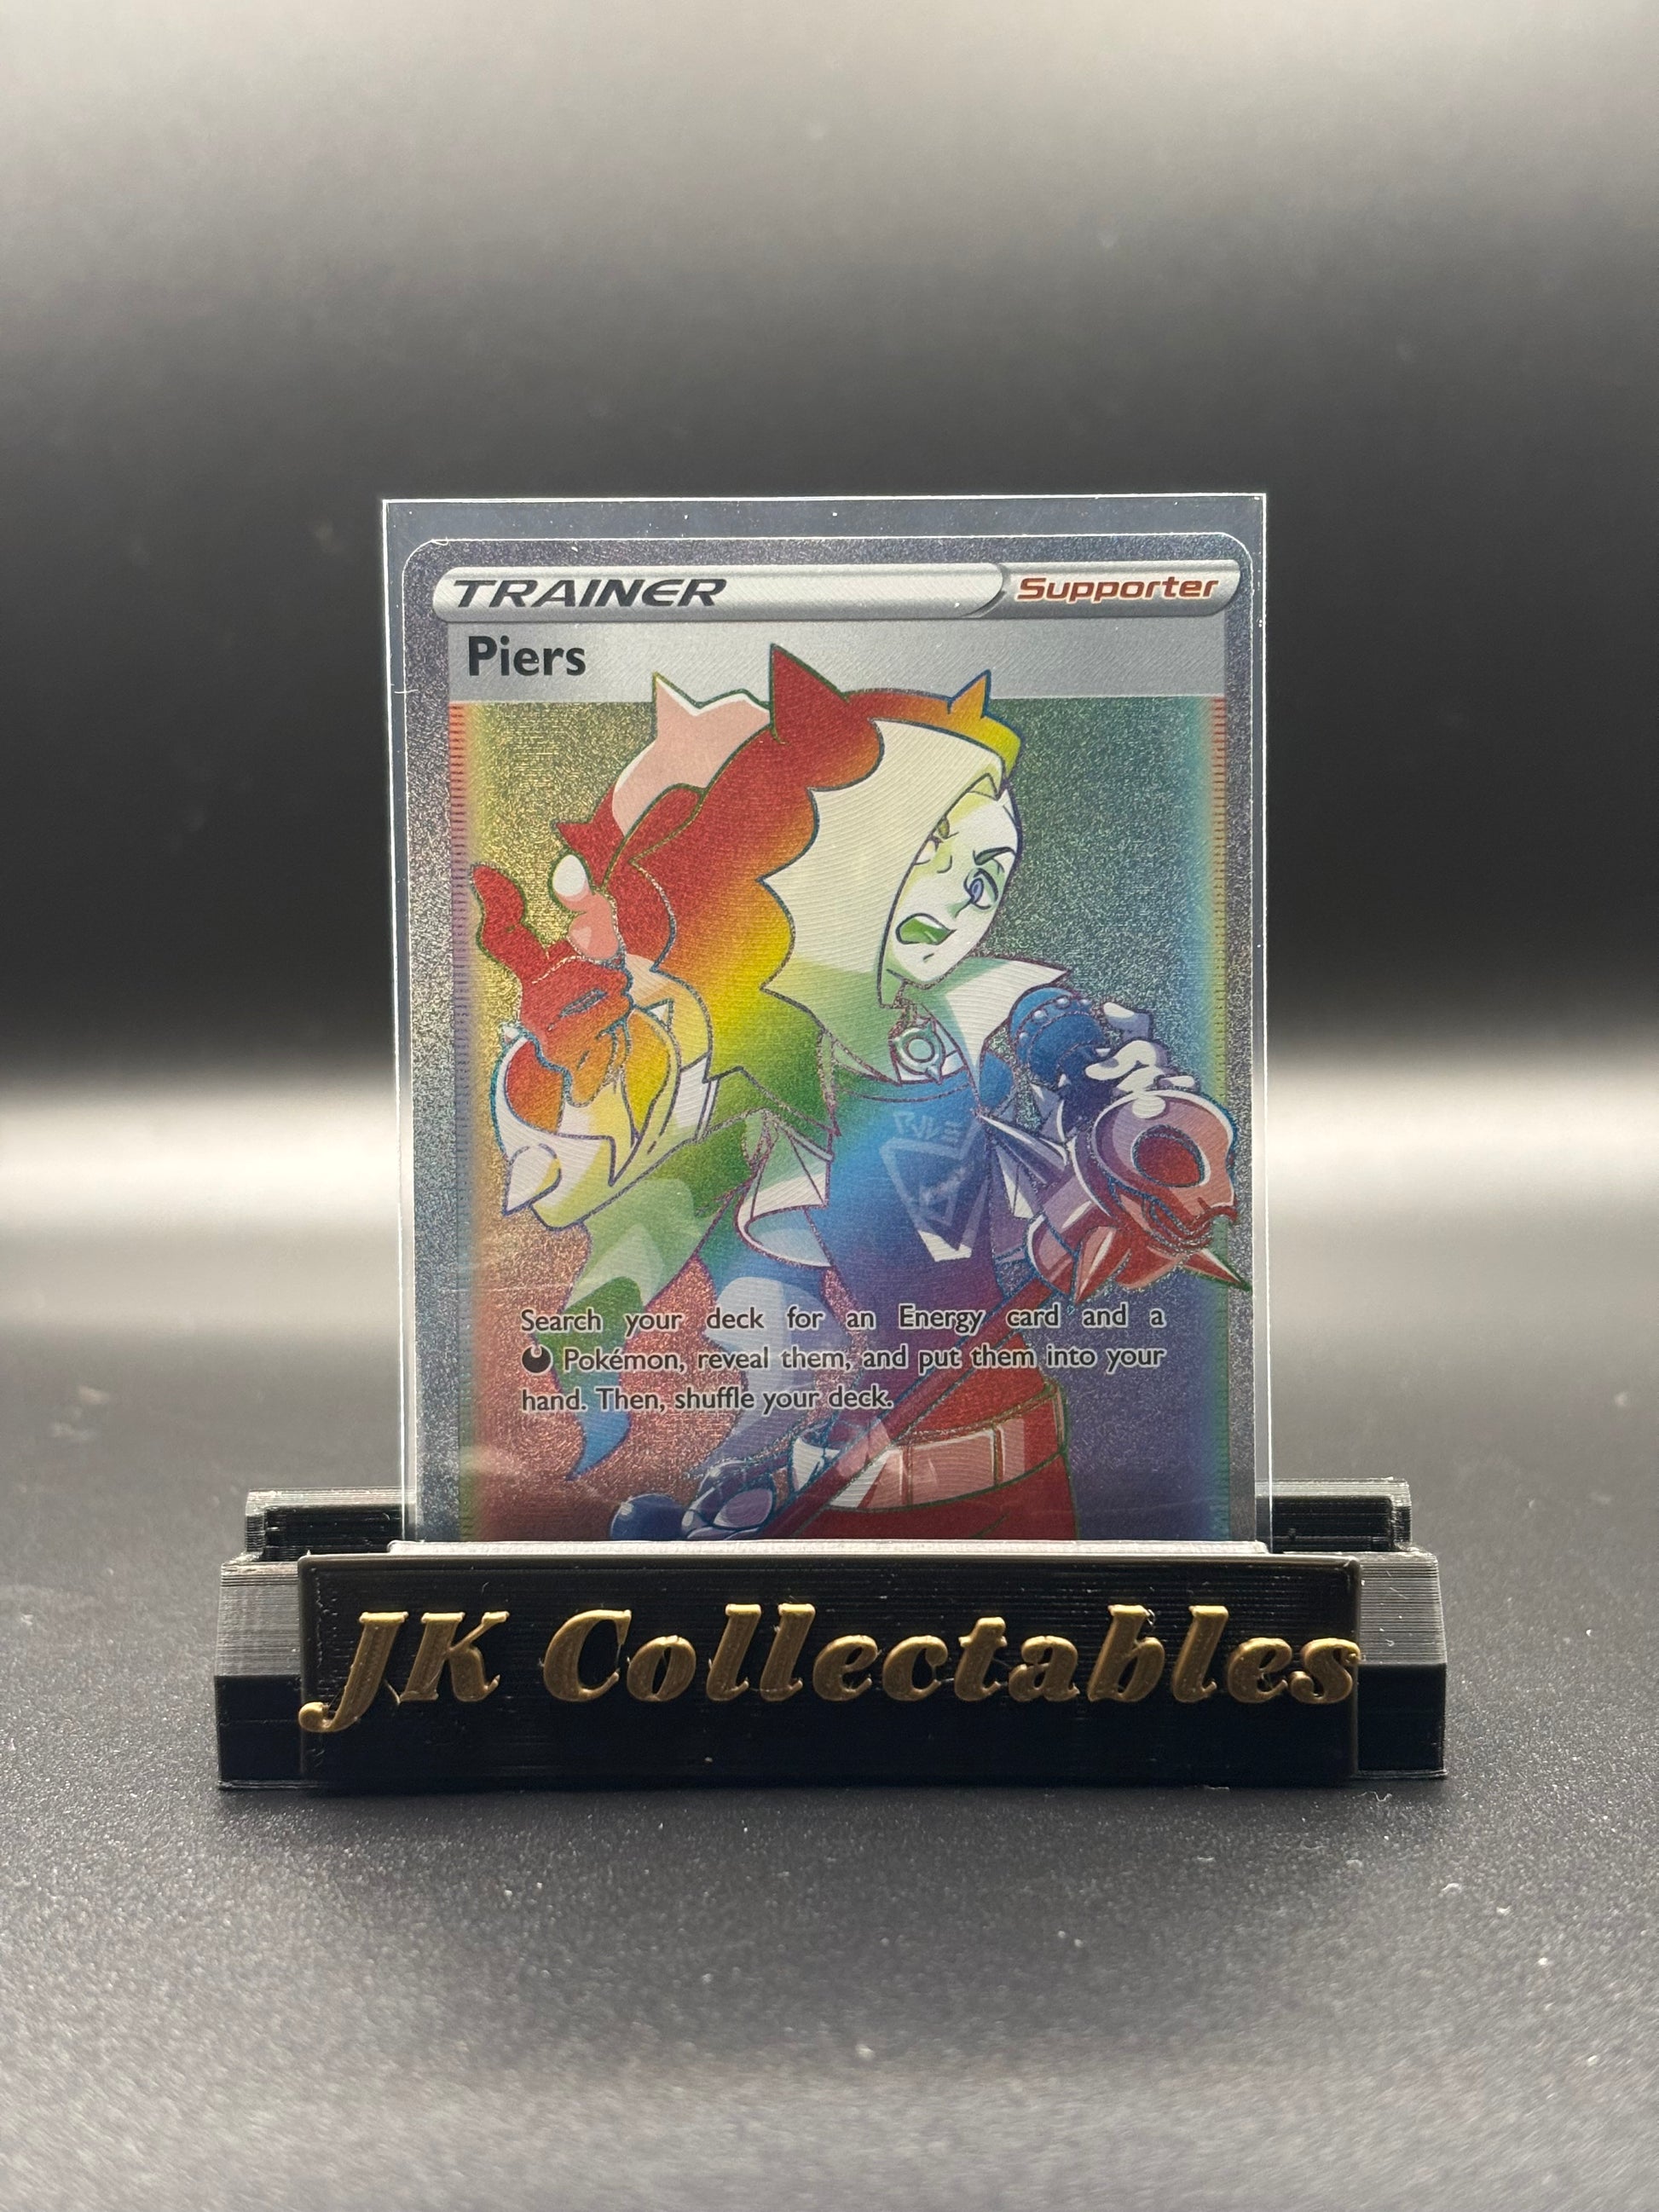 TRAINER Supporter
Piers
Search your deck for an Energy card and a
Pokémon, reveal them, and put them into your
hand. Then, shuffle your deck.
JK Collectables